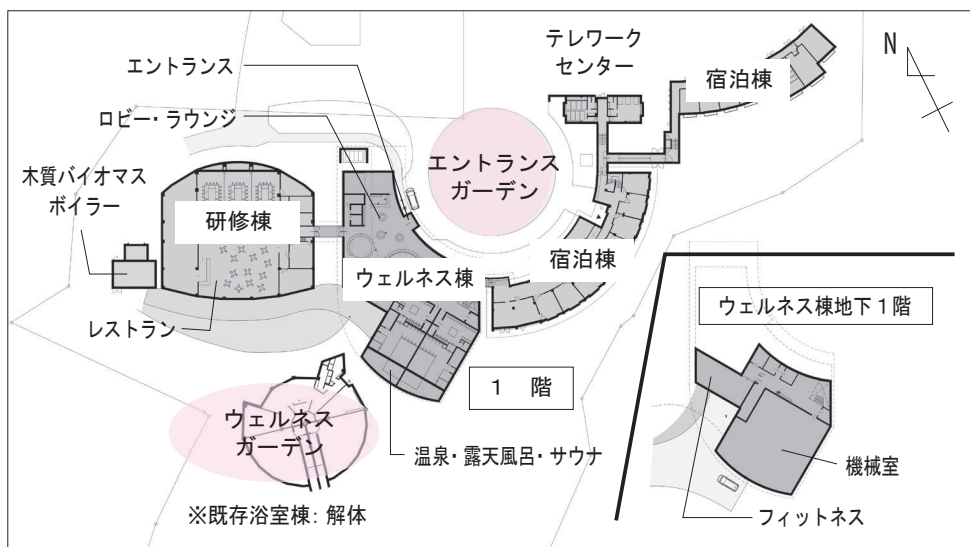 エントランス
ロビー・ラウンジ
木質バイオマス
ボイラー
研修棟
レストラン
ウェルネス棟
エントランス
ガーデン
テレワーク
センター
宿泊棟
宿泊棟
N
ウェルネス棟地下1階
1 階
ウェルネス
ガーデン
温泉・露天風呂・サウナ
※既存浴室棟: 解体
機械室
フィットネス